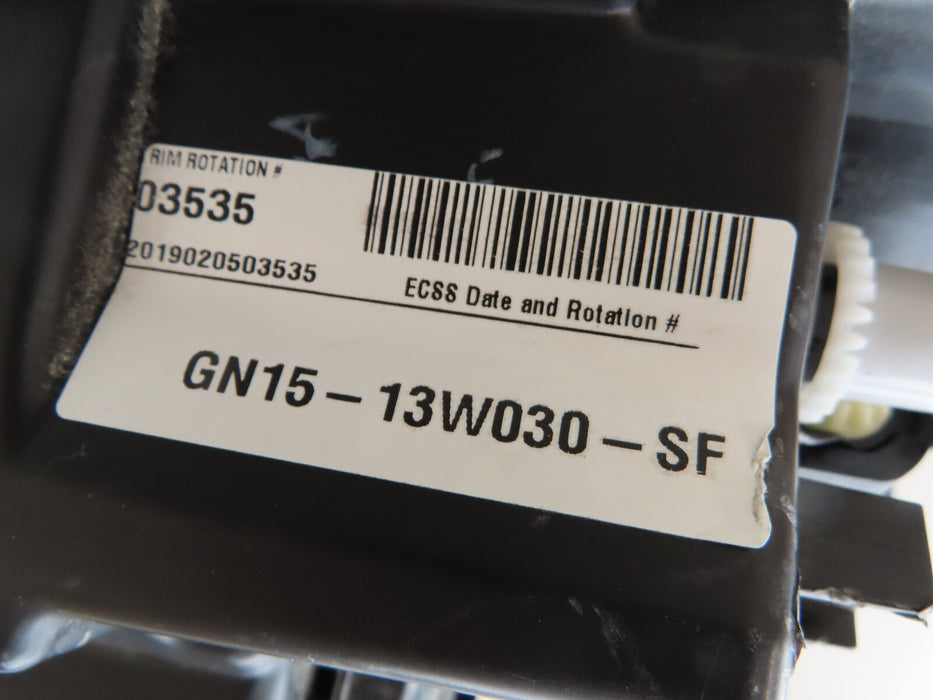 RIM ROTATION #
03535
2019020503535
ECSS Date and Rotation #
GN15-13W030-SF